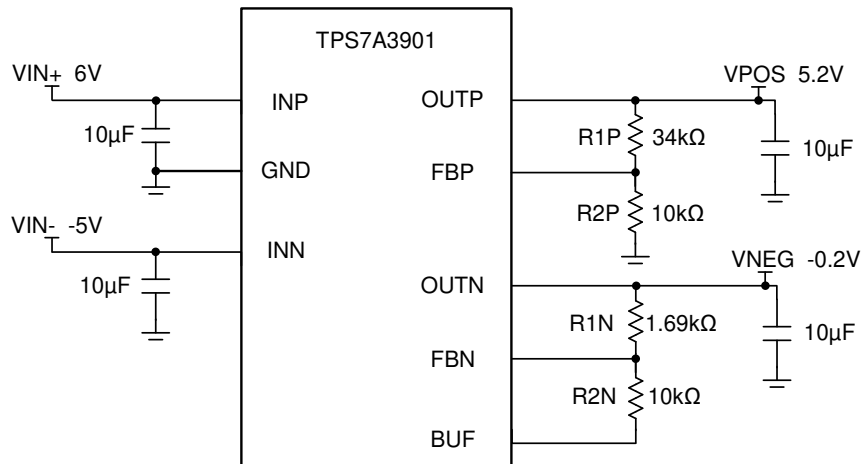 TPS7A3901
VIN+ 6V
VPOS 5.2V
INP
OUTP
10µF
R1P
34kΩ
10µF
GND
FBP
R2P
10kΩ
VIN- -5V
INN
VNEG -0.2V
10µF
OUTN
R1N
1.69kΩ
10µF
FBN
R2N
10kΩ
BUF